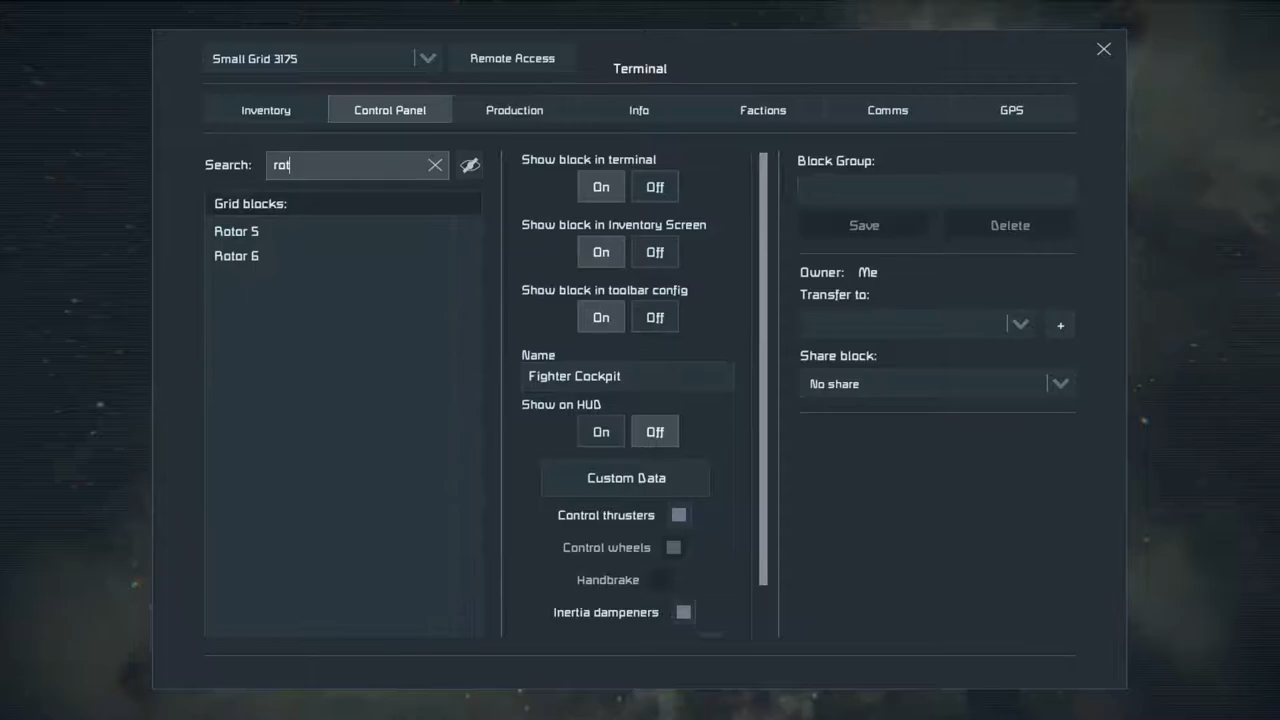 Small Grid 3175
Remote Access
Terminal
Inventory
Control Panel
Production
Info
Factions
Comms
GPS
Search:
rot
Grid blocks:
Rotor 5
Rotor 6
Show block in terminal
On
Off
Show block in Inventory Screen
On
Off
Show block in toolbar config
On
Off
Name
Fighter Cockpit
Show on HUD
On
Off
Custom Data
Control thrusters
Control wheels
Handbrake
Inertia dampeners
Block Group:
Save
Delete
Owner: Me
Transfer to:
+
Share block:
No share